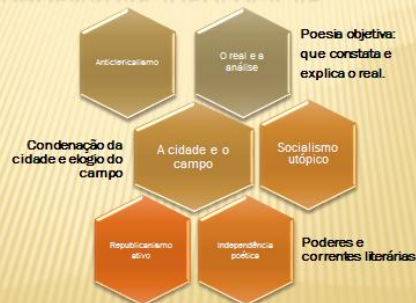 Anticlericalismo
O real e a
análise
Poesia objetiva:
que constata e
explica o real.
Condenação da
cidade e elogio do
campo
A cidade e o
campo
Socialismo
utópico
Republicanismo
ativo
Independência
poética
Poderes e
correntes literárias